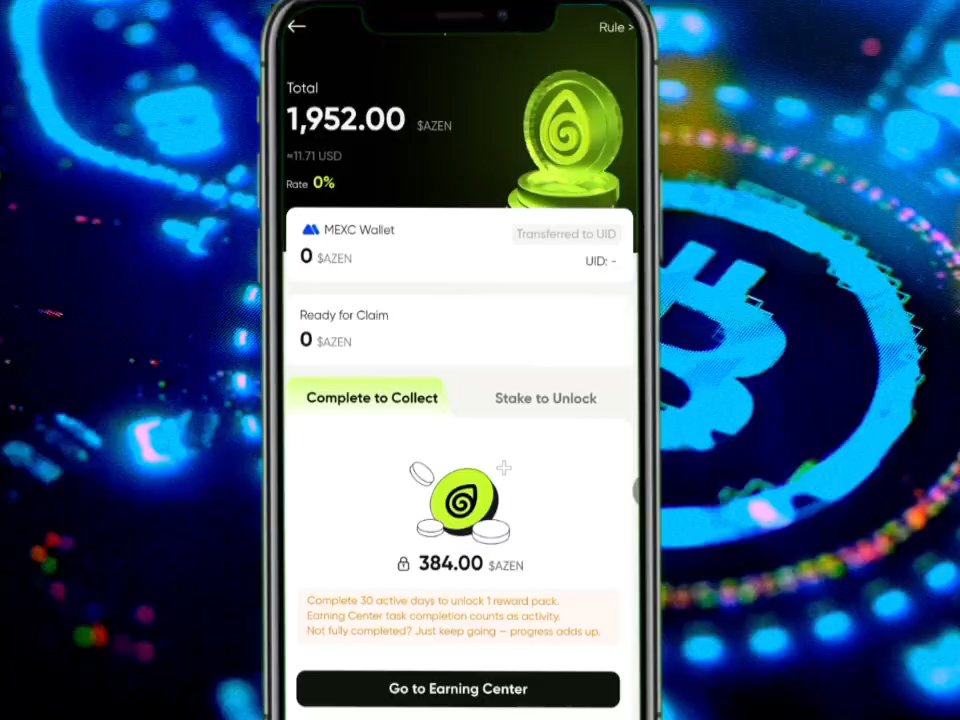 Rule >
Total
1,952.00 $AZEN
≈11.71 USD
Rate 0%
MEXC Wallet
Transferred to UID
0 $AZEN
UID: -
Ready for Claim
0 $AZEN
Complete to Collect
Stake to Unlock
384.00 $AZEN
Complete 30 active days to unlock 1 reward pack.
Earning Center task completion counts as activity.
Not fully completed? Just keep going — progress adds up.
Go to Earning Center